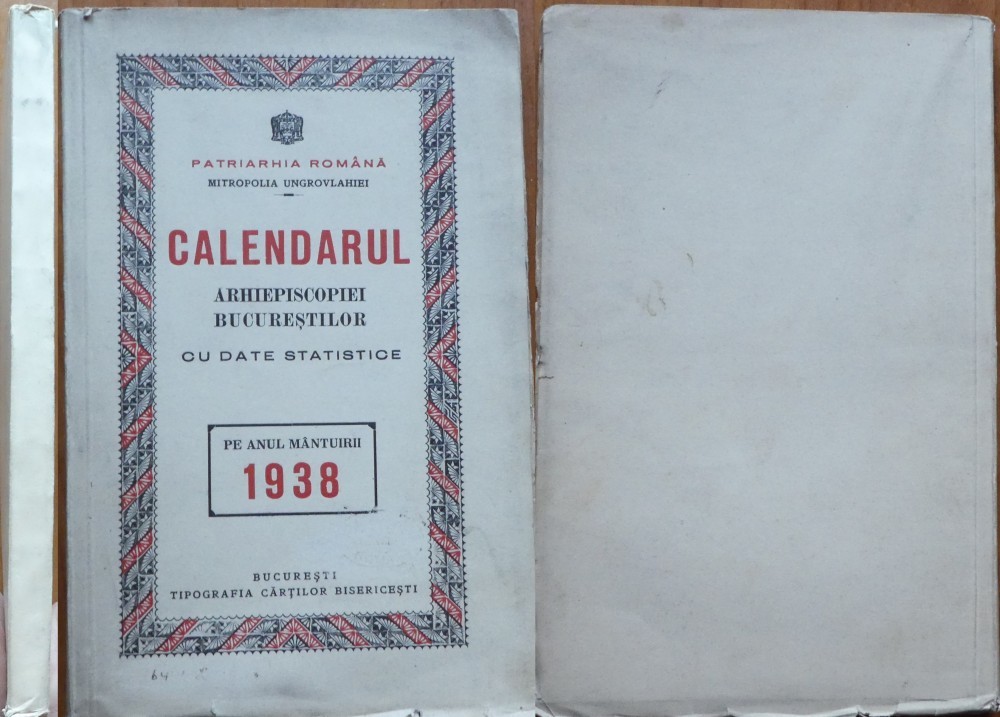 PATRIARHIA ROMÂNĂ
MITROPOLIA UNGROVLAHIEI
CALENDARUL
ARHIEPISCOPIEI
BUCUREȘTILOR
CU DATE STATISTICE
PE ANUL MÂNTUIRII
1938
BUCUREȘTI
TIPOGRAFIA CĂRȚILOR BISERICEȘTI
64